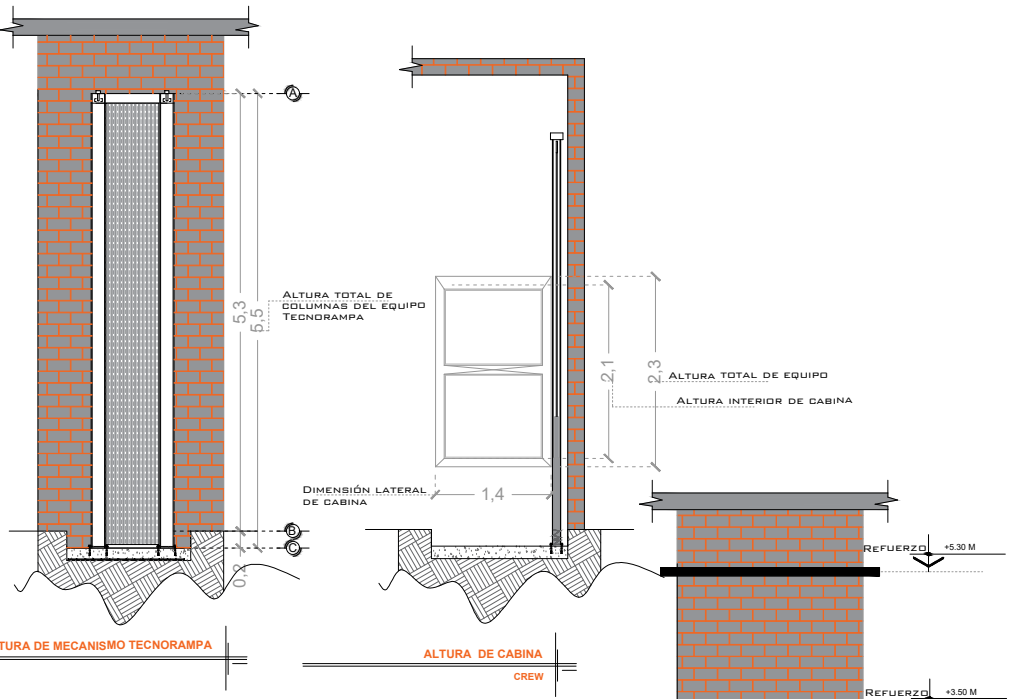 A
5,3
5,5
ALTURA TOTAL DE
COLUMNAS DEL EQUIPO
TECNORAMPA
B
C
0,2
TURA DE MECANISMO TECNORAMPA
2,1
2,3
ALTURA TOTAL DE EQUIPO
ALTURA INTERIOR DE CABINA
DIMENSIÓN LATERAL
DE CABINA
1,4
ALTURA DE CABINA
CREW
REFUERZO +5.30 M
REFUERZO +3.50 M